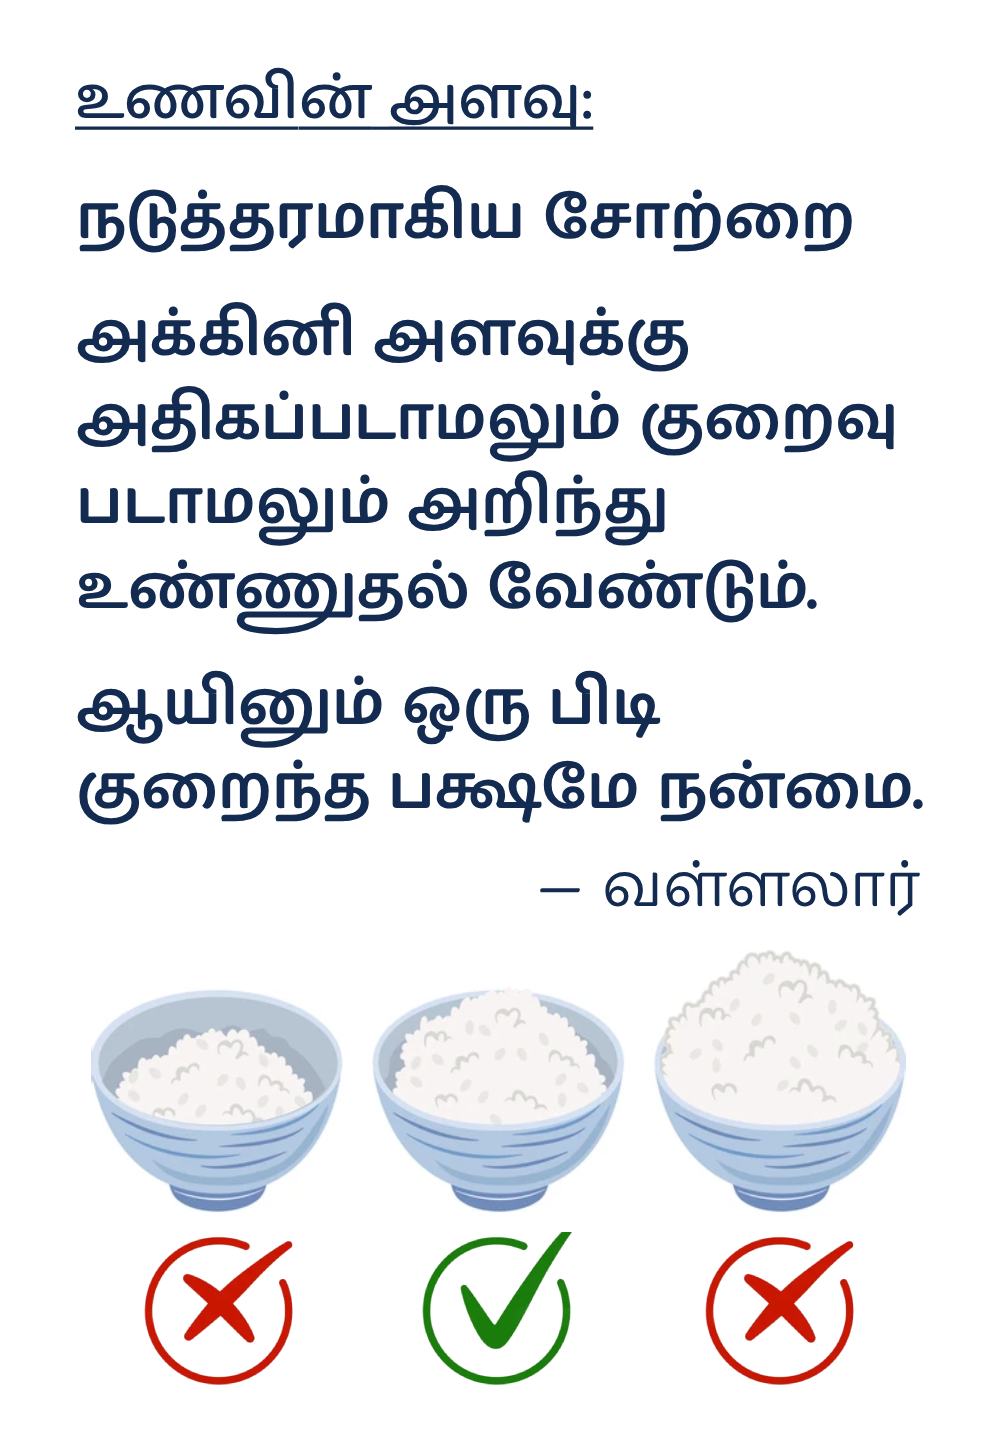 உணவின் அளவு:
நடுத்தரமாகிய சோற்றை
அக்கினி அளவுக்கு
அதிகப்படாமலும் குறைவு
படாமலும் அறிந்து
உண்ணுதல் வேண்டும்.
ஆயினும் ஒரு பிடி
குறைந்த பக்ஷமே நன்மை.
– வள்ளலார்